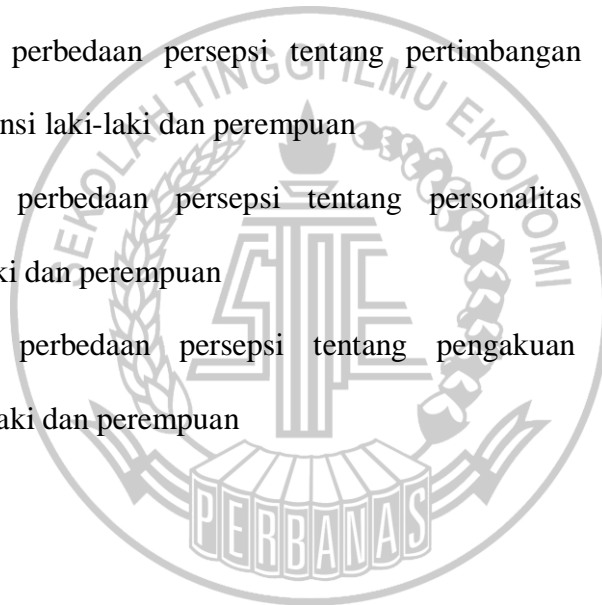 perbedaan persepsi tentang pertimbangan
nsi laki-laki dan perempuan
perbedaan persepsi tentang personalitas
ki dan perempuan
perbedaan persepsi tentang pengakuan
aki dan perempuan
SEKOLAH TINGGI ILMU EKONOMI
PERBANAS